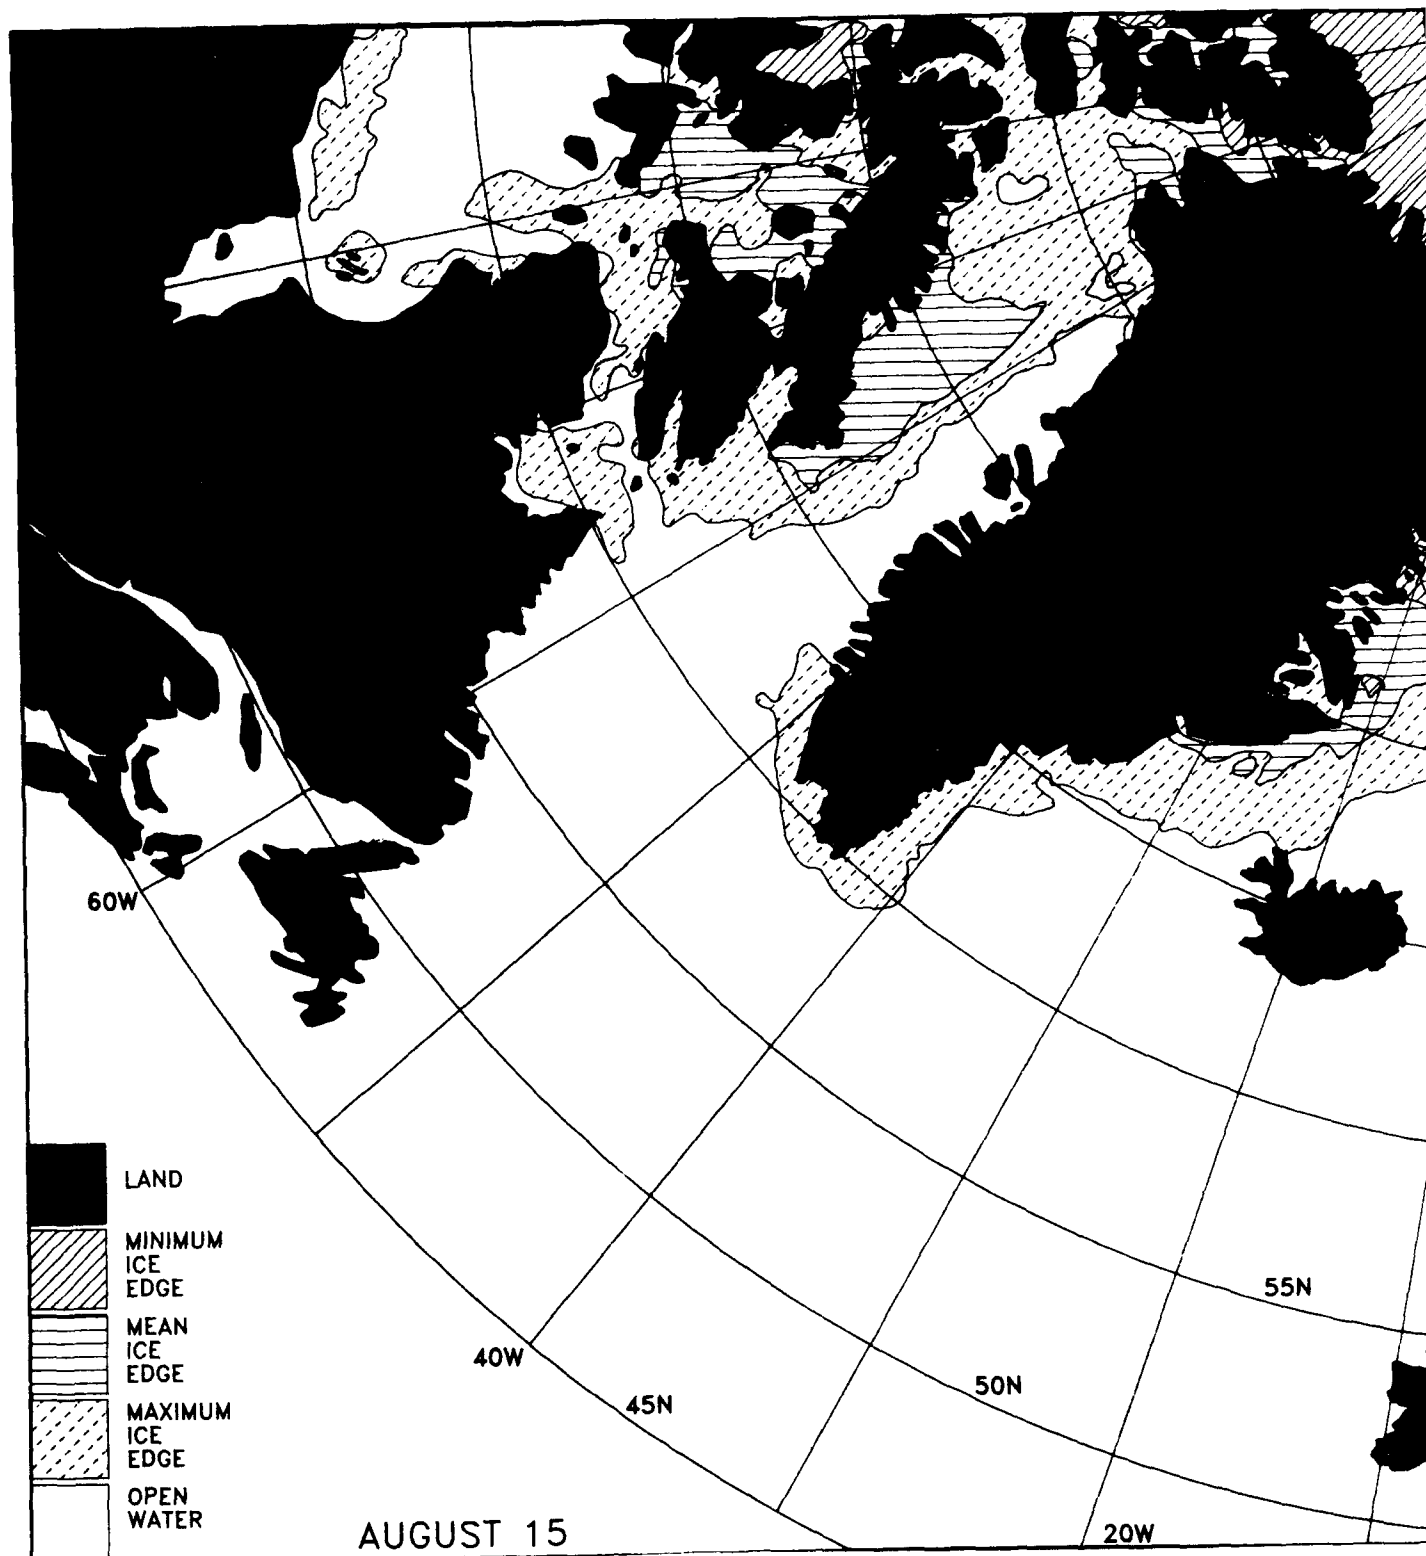 60W
LAND
MINIMUM
ICE
EDGE
MEAN
ICE
EDGE
MAXIMUM
ICE
EDGE
OPEN
WATER
55N
50N
40W
45N
20W
AUGUST 15